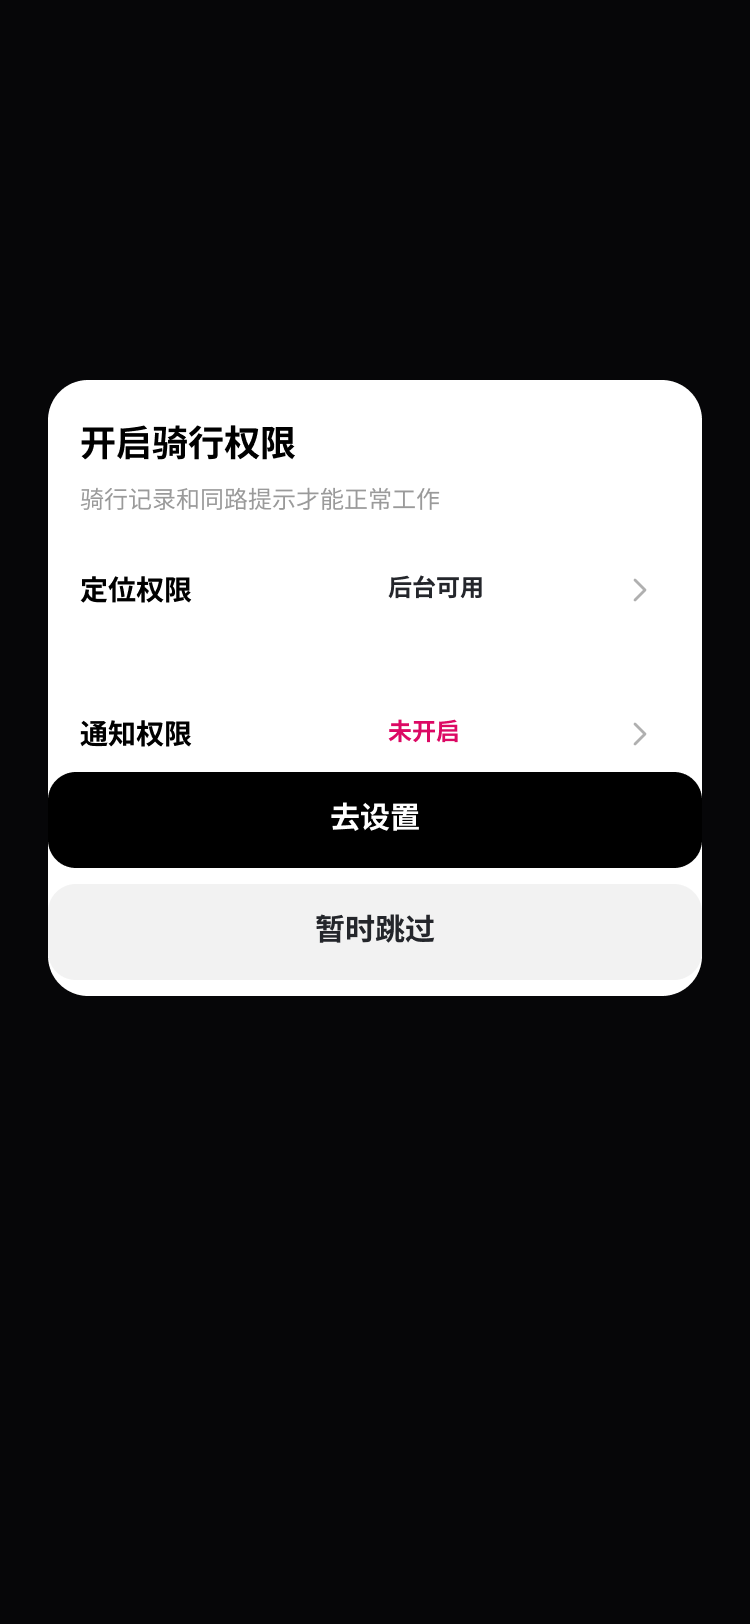 开启骑行权限
骑行记录和同路提示才能正常工作
定位权限 后台可用
通知权限 未开启
去设置
暂时跳过